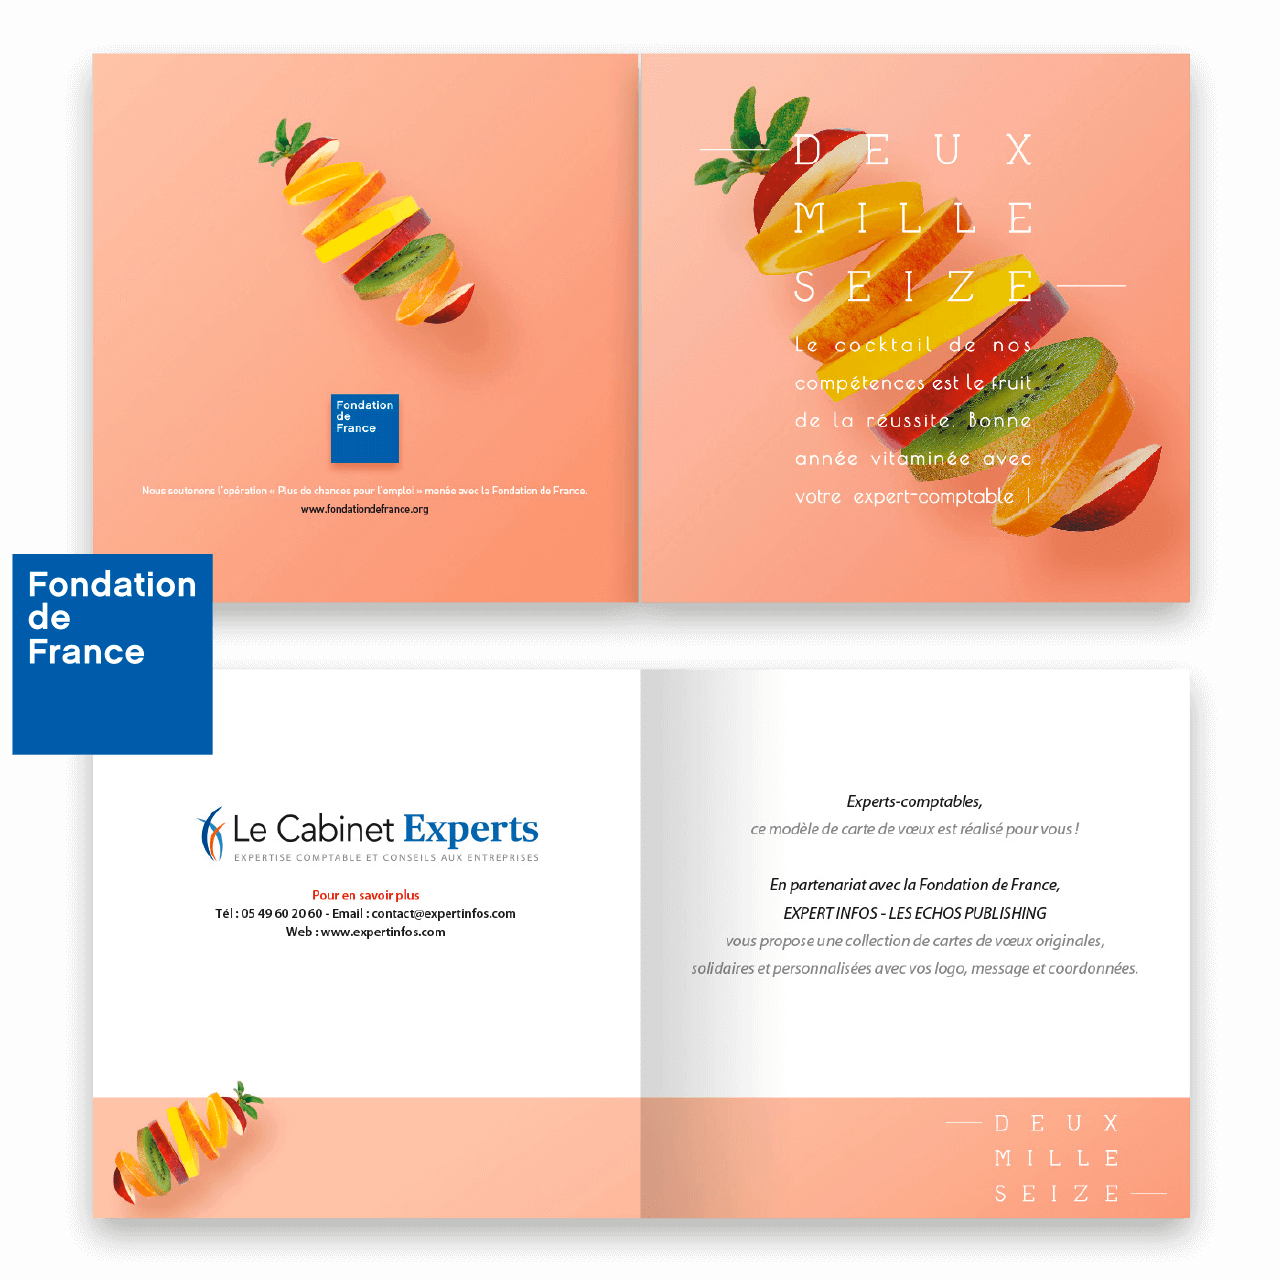 Fondation
de
France
Nous soutenons l'opération « Plus de chances pour l'emploi » menée avec la Fondation de France.
www.fondationdefrance.org
DEUX
MILLE
SEIZE
Le cocktail de nos
compétences est le fruit
de la réussite. Bonne
année vitaminée avec
votre expert-comptable !
Fondation
de
France
Le Cabinet Experts
EXPERTISE COMPTABLE ET CONSEILS AUX ENTREPRISES
Pour en savoir plus
Tél : 05 49 60 20 60 - Email : contact@expertinfos.com
Web : www.expertinfos.com
Experts-comptables,
ce modèle de carte de vœux est réalisé pour vous !
En partenariat avec la Fondation de France,
EXPERT INFOS - LES ECHOS PUBLISHING
vous propose une collection de cartes de vœux originales,
solidaires et personnalisées avec vos logo, message et coordonnées.
DEUX
MILLE
SEIZE